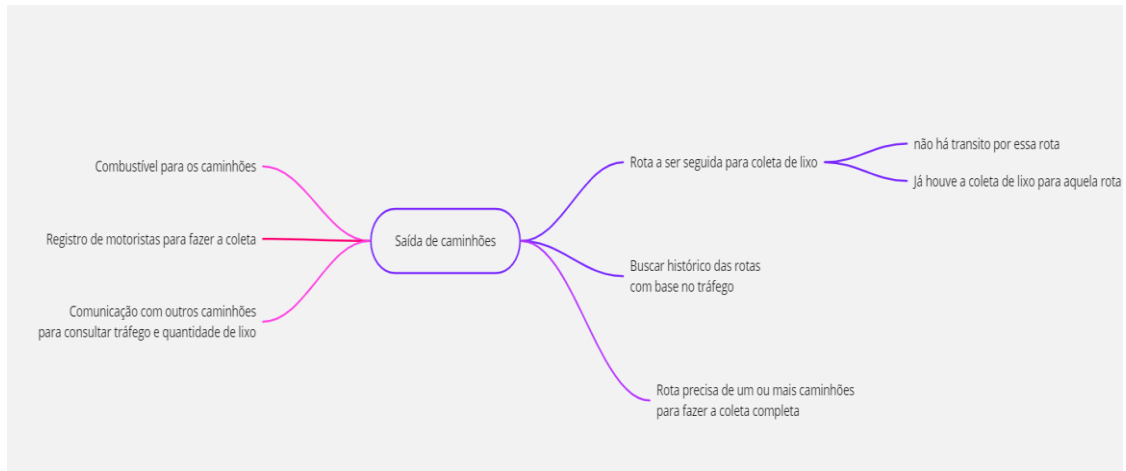 Combustível para os caminhões
Registro de motoristas para fazer a coleta
Comunicação com outros caminhões
para consultar tráfego e quantidade de lixo
Saída de caminhões
Rota a ser seguida para coleta de lixo
não há transito por essa rota
Já houve a coleta de lixo para aquela rota
Buscar histórico das rotas
com base no tráfego
Rota precisa de um ou mais caminhões
para fazer a coleta completa